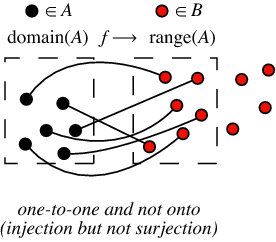 ∈ A ∈ B
domain(A) f ⟶ range(A)
one-to-one and not onto
(injection but not surjection)